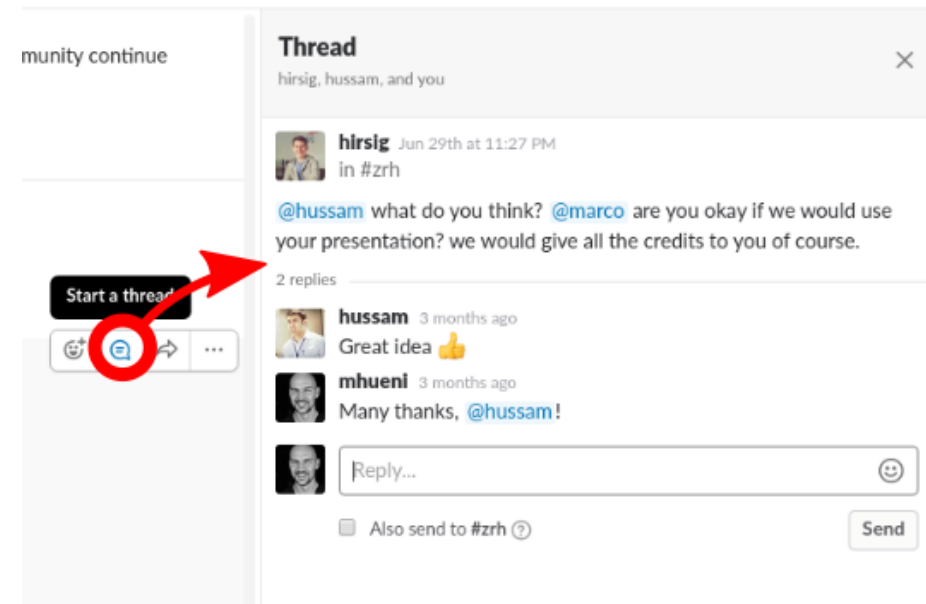 munity continue
Start a thread
Thread
hirsig, hussam, and you
hirsig Jun 29th at 11:27 PM
in #zrh
@hussam what do you think? @marco are you okay if we would use
your presentation? we would give all the credits to you of course.
2 replies
hussam 3 months ago
Great idea 👍
mhueni 3 months ago
Many thanks, @hussam!
Reply...
Also send to #zrh ?
Send